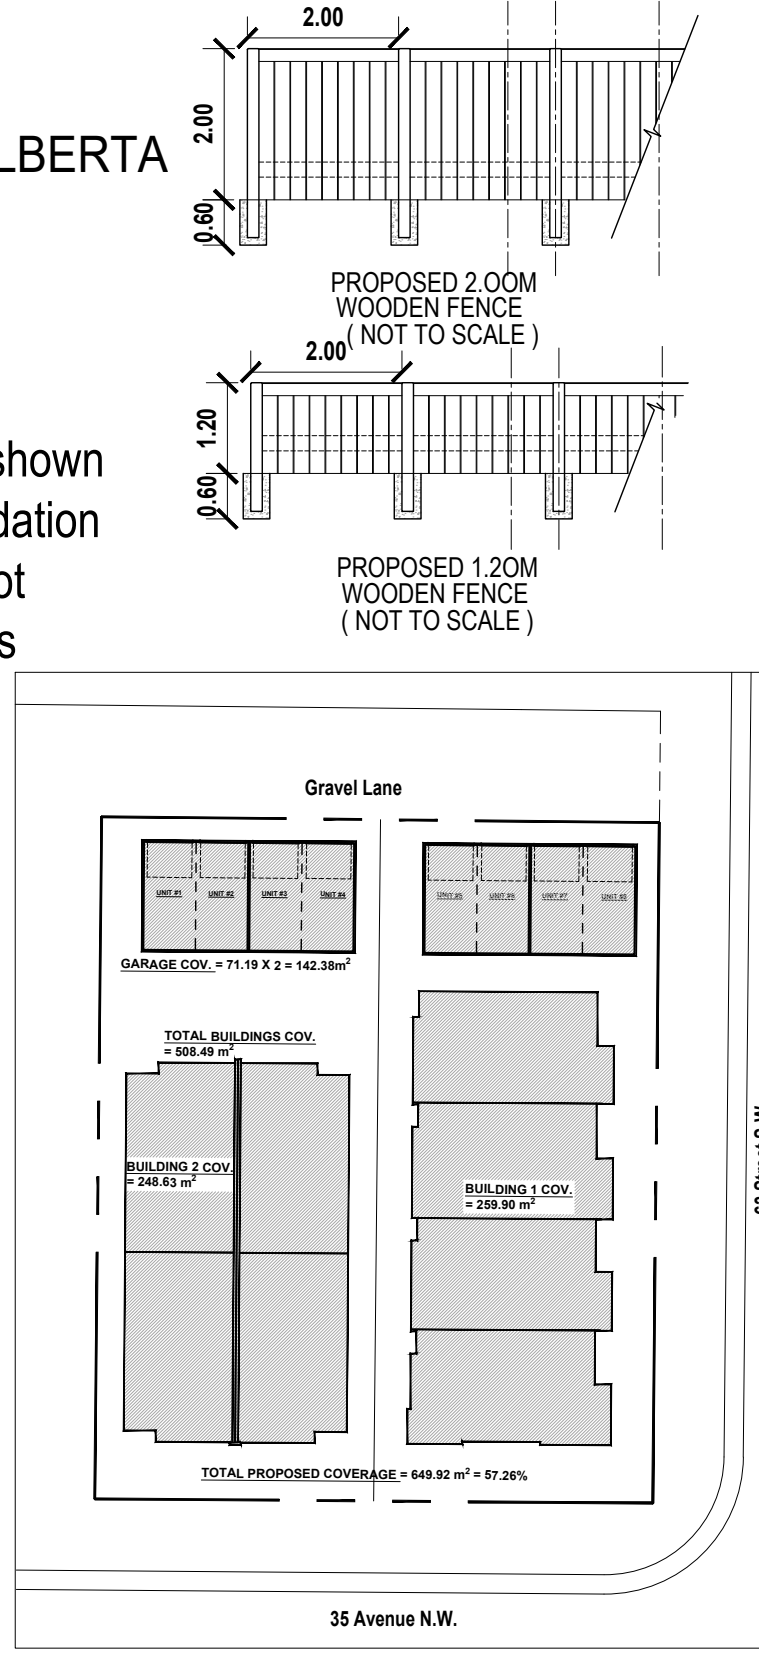 2.00
2.00
LBERTA
0.60
PROPOSED 2.OOM
WOODEN FENCE
( NOT TO SCALE )
2.00
1.20
shown
0.60
dation
ot
PROPOSED 1.2OM
WOODEN FENCE
( NOT TO SCALE )
s
Gravel Lane
UNIT #1 UNIT #2 UNIT #3 UNIT #4 UNIT #5 UNIT #6 UNIT #7 UNIT #8
GARAGE COV. = 71.19 X 2 = 142.38m²
TOTAL BUILDINGS COV.
= 508.49 m²
BUILDING 2 COV.
= 248.63 m²
BUILDING 1 COV.
= 259.90 m²
TOTAL PROPOSED COVERAGE = 649.92 m² = 57.26%
35 Avenue N.W.